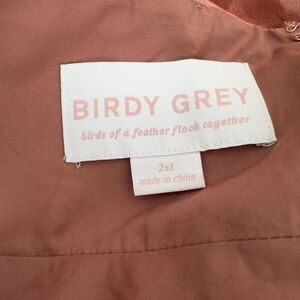 BIRDY GREY
birds of a feather flock together
2xl
made in china